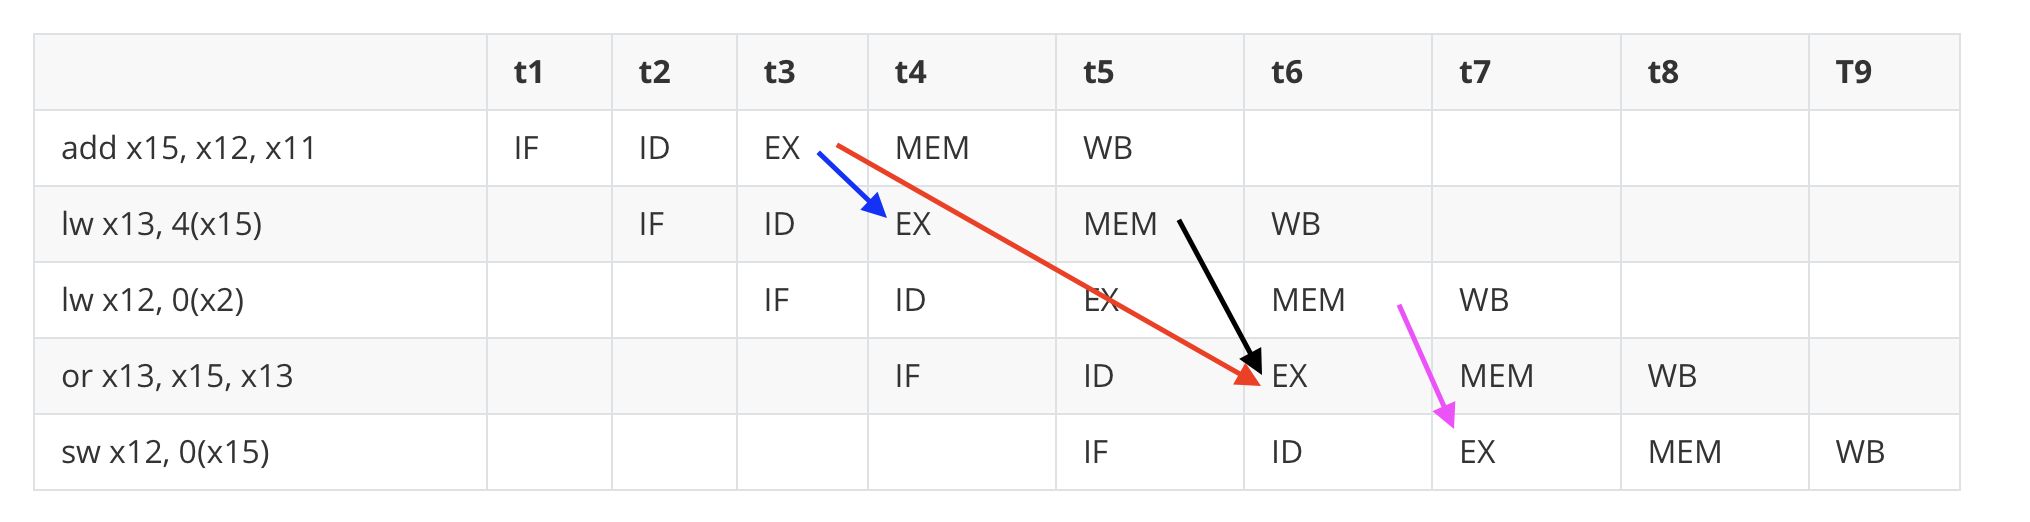 t1 t2 t3 t4 t5 t6 t7 t8 T9
add x15, x12, x11 IF ID EX MEM WB
lw x13, 4(x15) IF ID EX MEM WB
lw x12, 0(x2) IF ID EX MEM WB
or x13, x15, x13 IF ID EX MEM WB
sw x12, 0(x15) IF ID EX MEM WB